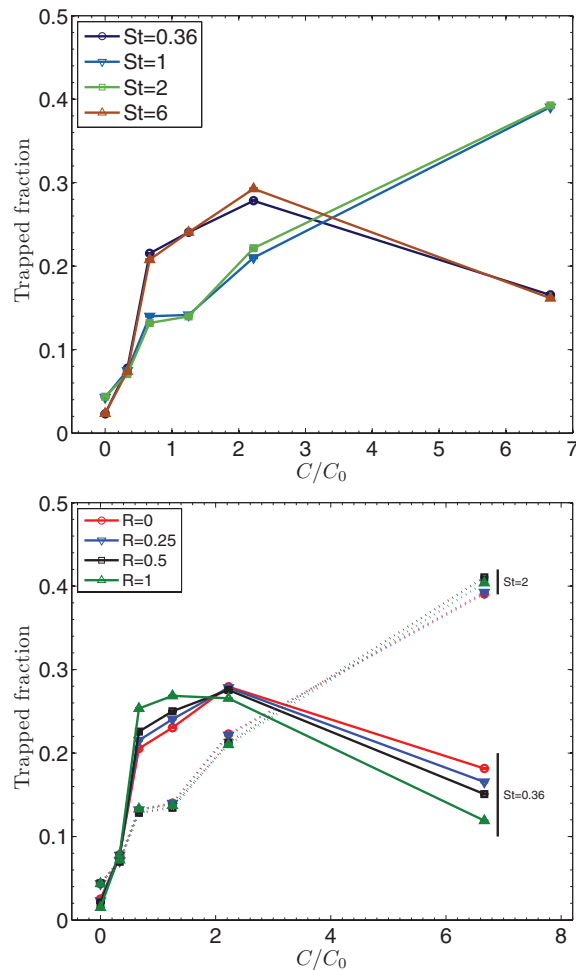 0.5
St=0.36
St=1
St=2
St=6
0.4
0.3
0.2
0.1
0
Trapped fraction
0 1 2 3 4 5 6 7
C/C₀
0.5
R=0
R=0.25
R=0.5
R=1
0.4
St=2
0.3
0.2
St=0.36
0.1
0
Trapped fraction
0 2 4 6 8
C/C₀